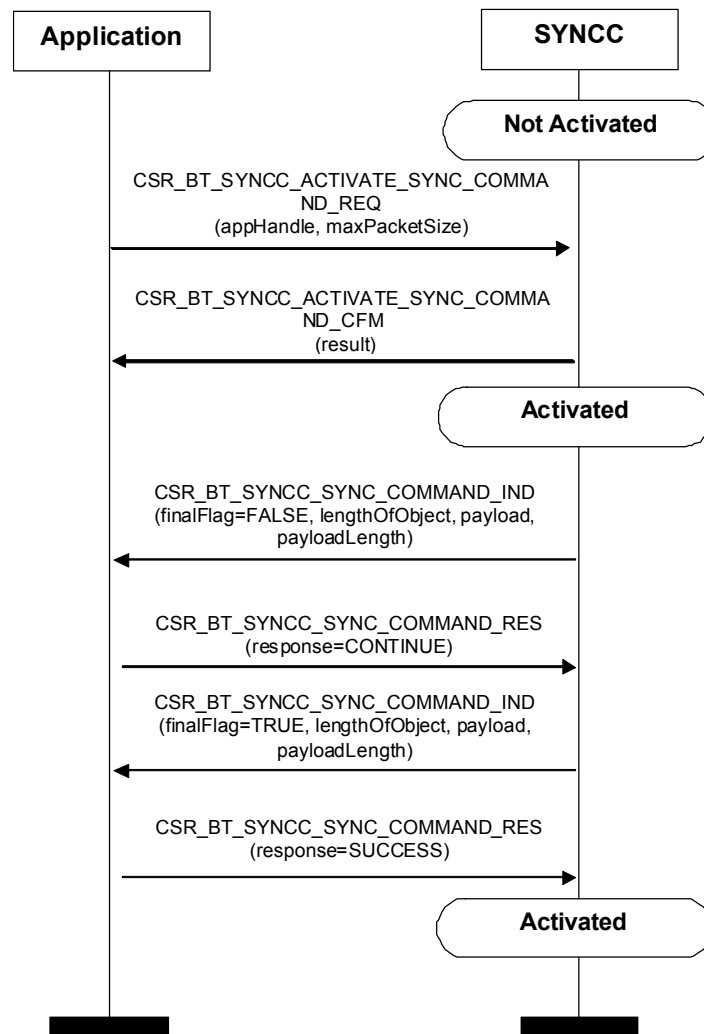 Application
SYNCC
Not Activated
CSR_BT_SYNCC_ACTIVATE_SYNC_COMMA
ND_REQ
(appHandle, maxPacketSize)
CSR_BT_SYNCC_ACTIVATE_SYNC_COMMA
ND_CFM
(result)
Activated
CSR_BT_SYNCC_SYNC_COMMAND_IND
(finalFlag=FALSE, lengthOfObject, payload,
payloadLength)
CSR_BT_SYNCC_SYNC_COMMAND_RES
(response=CONTINUE)
CSR_BT_SYNCC_SYNC_COMMAND_IND
(finalFlag=TRUE, lengthOfObject, payload,
payloadLength)
CSR_BT_SYNCC_SYNC_COMMAND_RES
(response=SUCCESS)
Activated